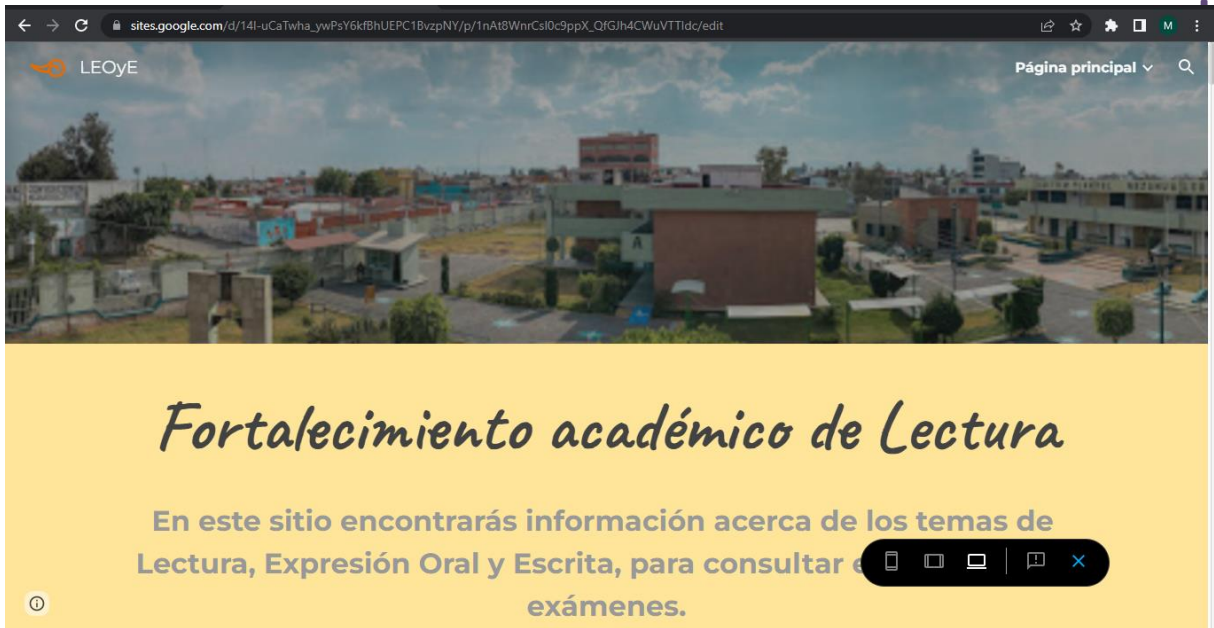 sites.google.com/d/14l-uCaTwha_ywPsY6kfBhUEPC1BvzpNY/p/1nAt8WnrCsl0c9ppX_QfGJh4CWuVTTIdc/edit
M
LEOyE
Página principal
A
Fortalecimiento académico de Lectura
En este sitio encontrarás información acerca de los temas de
Lectura, Expresión Oral y Escrita, para consultar
exámenes.